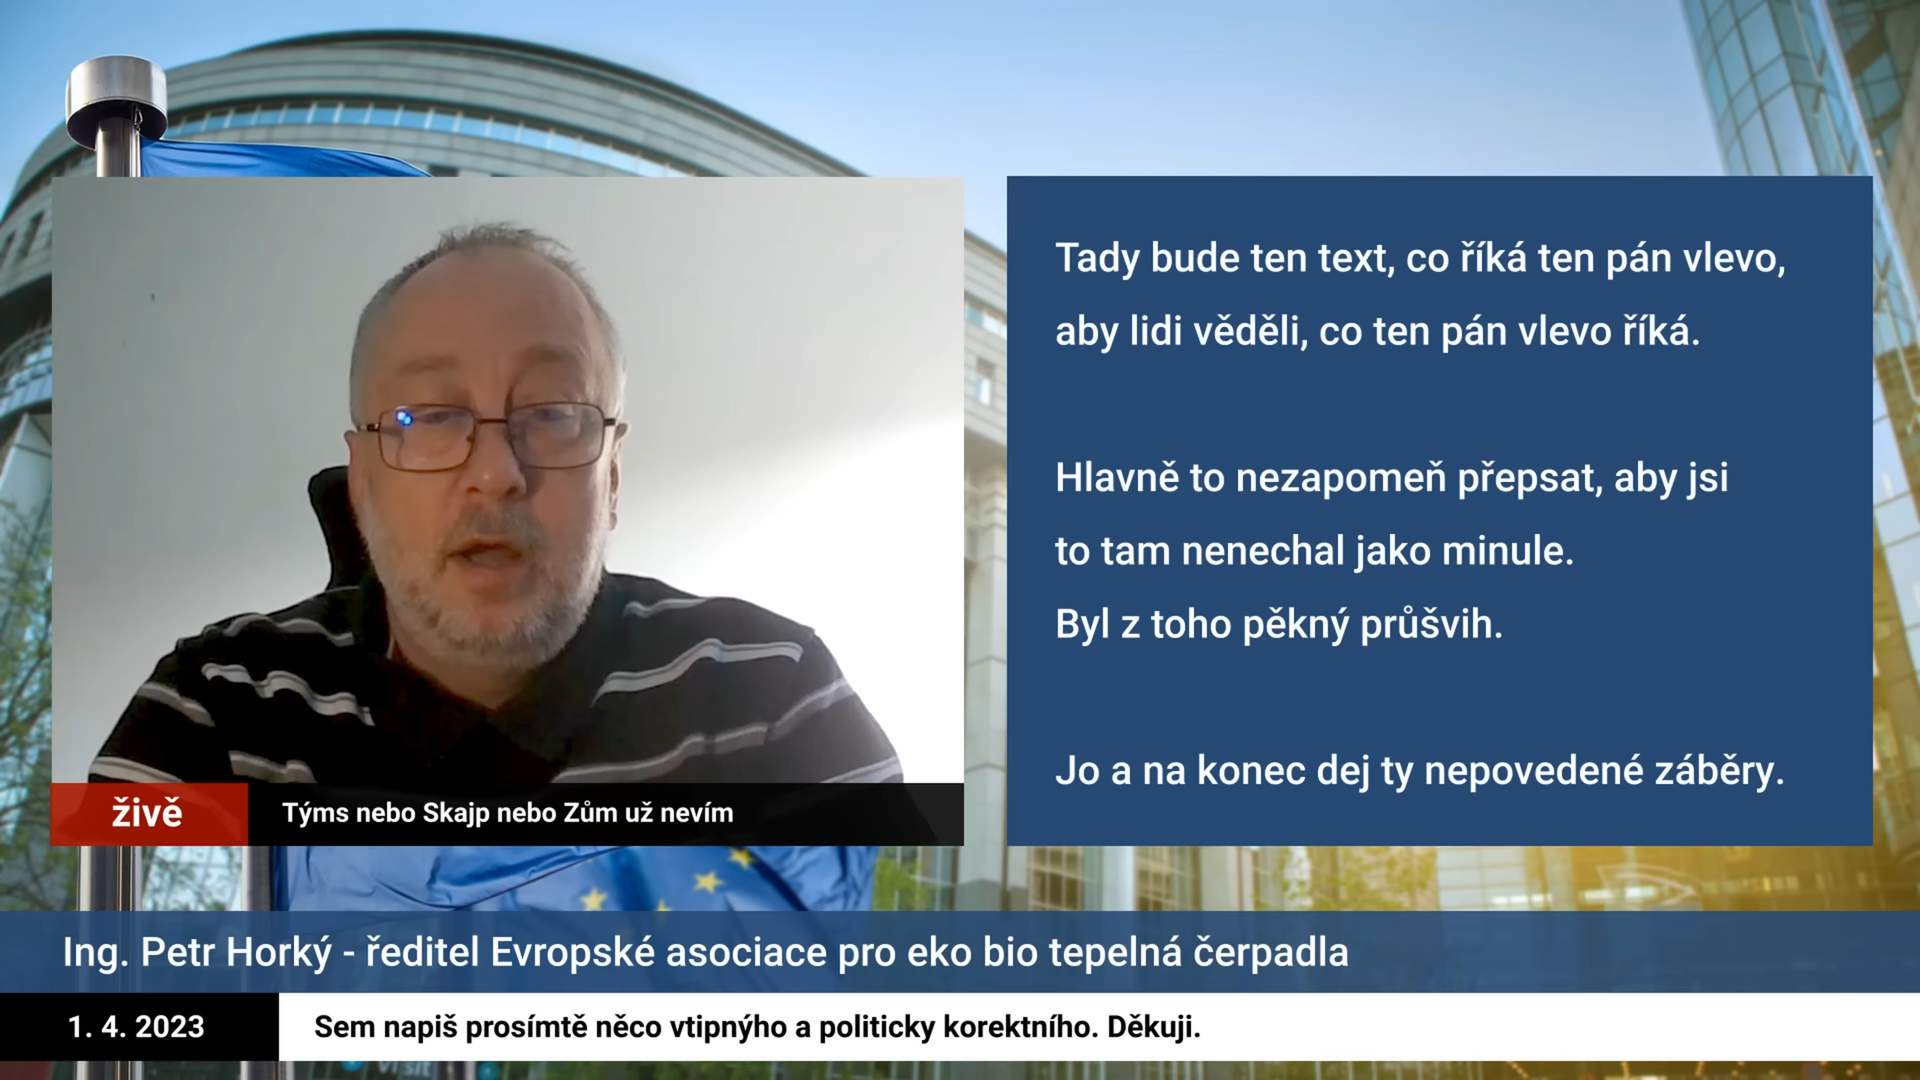 Tady bude ten text, co říká ten pán vlevo,
aby lidi věděli, co ten pán vlevo říká.
Hlavně to nezapomeň přepsat, aby jsi
to tam nenechal jako minule.
Byl z toho pěkný průšvih.
Jo a na konec dej ty nepovedené záběry.
živě
Týms nebo Skajp nebo Zům už nevím
Ing. Petr Horký - ředitel Evropské asociace pro eko bio tepelná čerpadla
1. 4. 2023
Sem napiš prosímtě něco vtipnýho a politicky korektního. Děkuji.